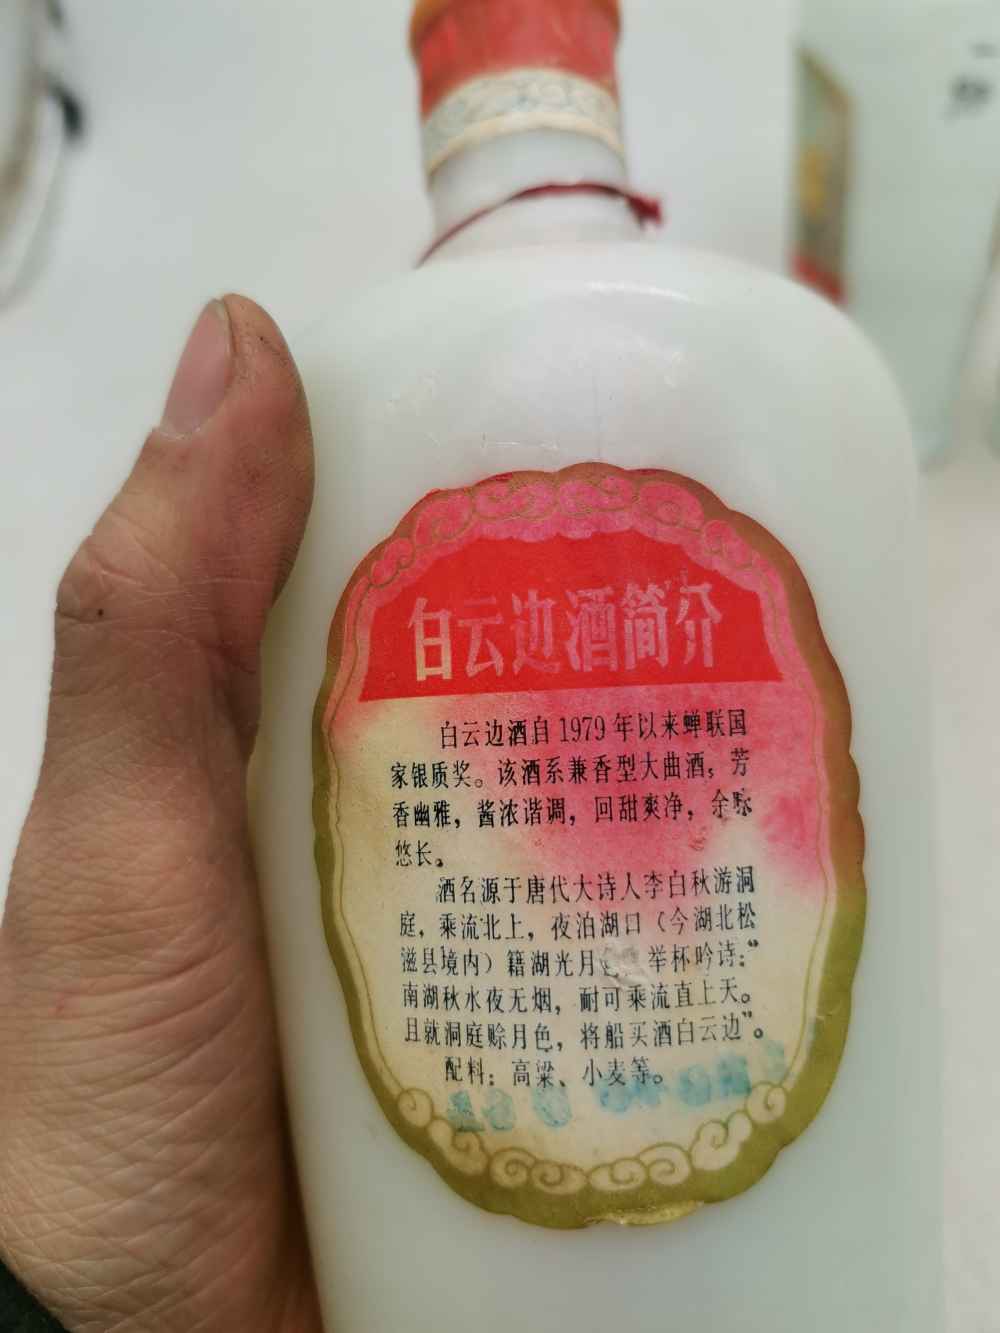 白云边酒简介
白云边酒自1979年以来蝉联国
家银质奖。该酒系兼香型大曲酒；芳
香幽雅，酱浓谐调，回甜爽净，余味
悠长。
酒名源于唐代大诗人李白秋游洞
庭，乘流北上，夜泊湖口（今湖北松
滋县境内）籍湖光月 举杯吟诗：“
南湖秋水夜无烟，耐可乘流直上天。
且就洞庭赊月色，将船买酒白云边”。
配料：高粱、小麦等。